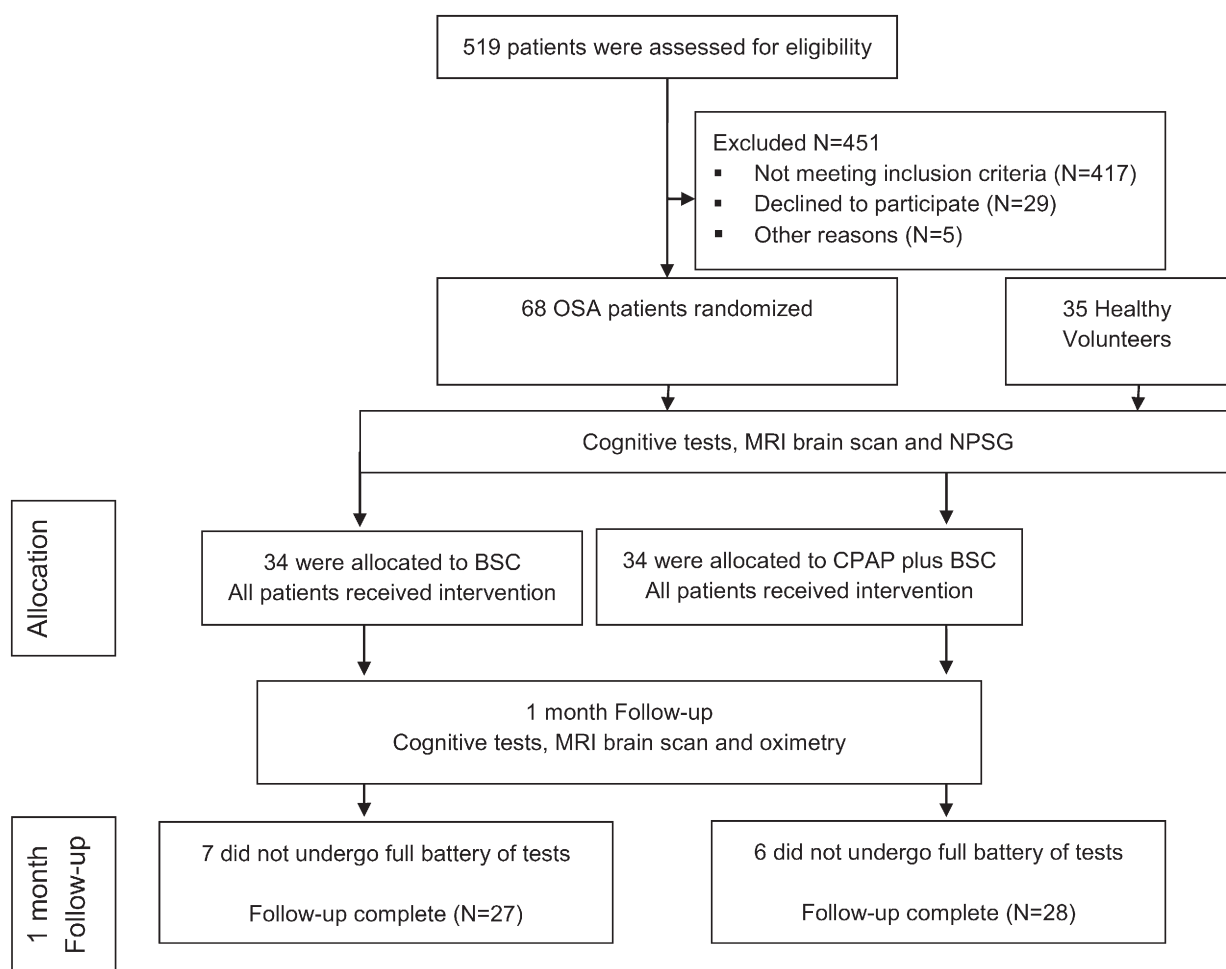 519 patients were assessed for eligibility
Excluded N=451
▪ Not meeting inclusion criteria (N=417)
▪ Declined to participate (N=29)
▪ Other reasons (N=5)
68 OSA patients randomized
35 Healthy
Volunteers
Cognitive tests, MRI brain scan and NPSG
Allocation
34 were allocated to BSC
All patients received intervention
34 were allocated to CPAP plus BSC
All patients received intervention
1 month Follow-up
Cognitive tests, MRI brain scan and oximetry
1 month
Follow-up
7 did not undergo full battery of tests
Follow-up complete (N=27)
6 did not undergo full battery of tests
Follow-up complete (N=28)